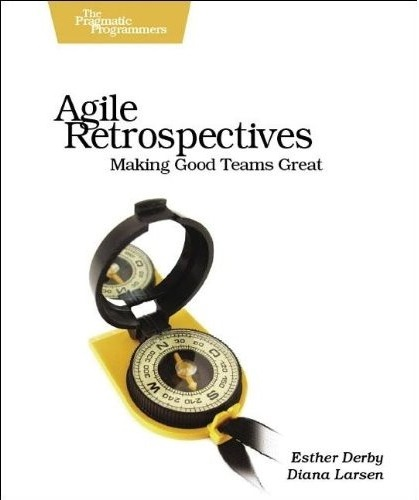 The
Pragmatic
Programmers
Agile
Retrospectives
Making Good Teams Great
Esther Derby
Diana Larsen